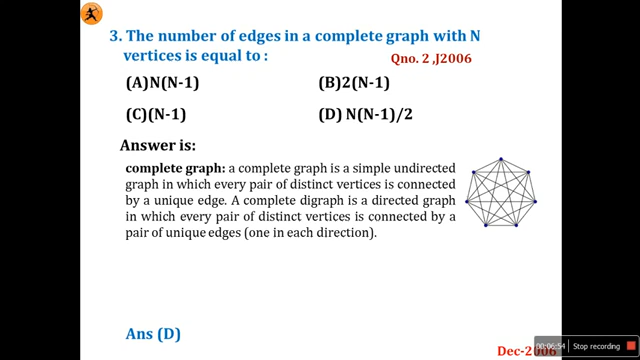 3. The number of edges in a complete graph with N
vertices is equal to :
Qno. 2 ,J2006
(A)N(N-1) (B)2(N-1)
(C)(N-1) (D) N(N-1)/2
Answer is:
complete graph: a complete graph is a simple undirected
graph in which every pair of distinct vertices is connected
by a unique edge. A complete digraph is a directed graph
in which every pair of distinct vertices is connected by a
pair of unique edges (one in each direction).
Ans (D)
00:06:54 Stop recording
Dec-2006